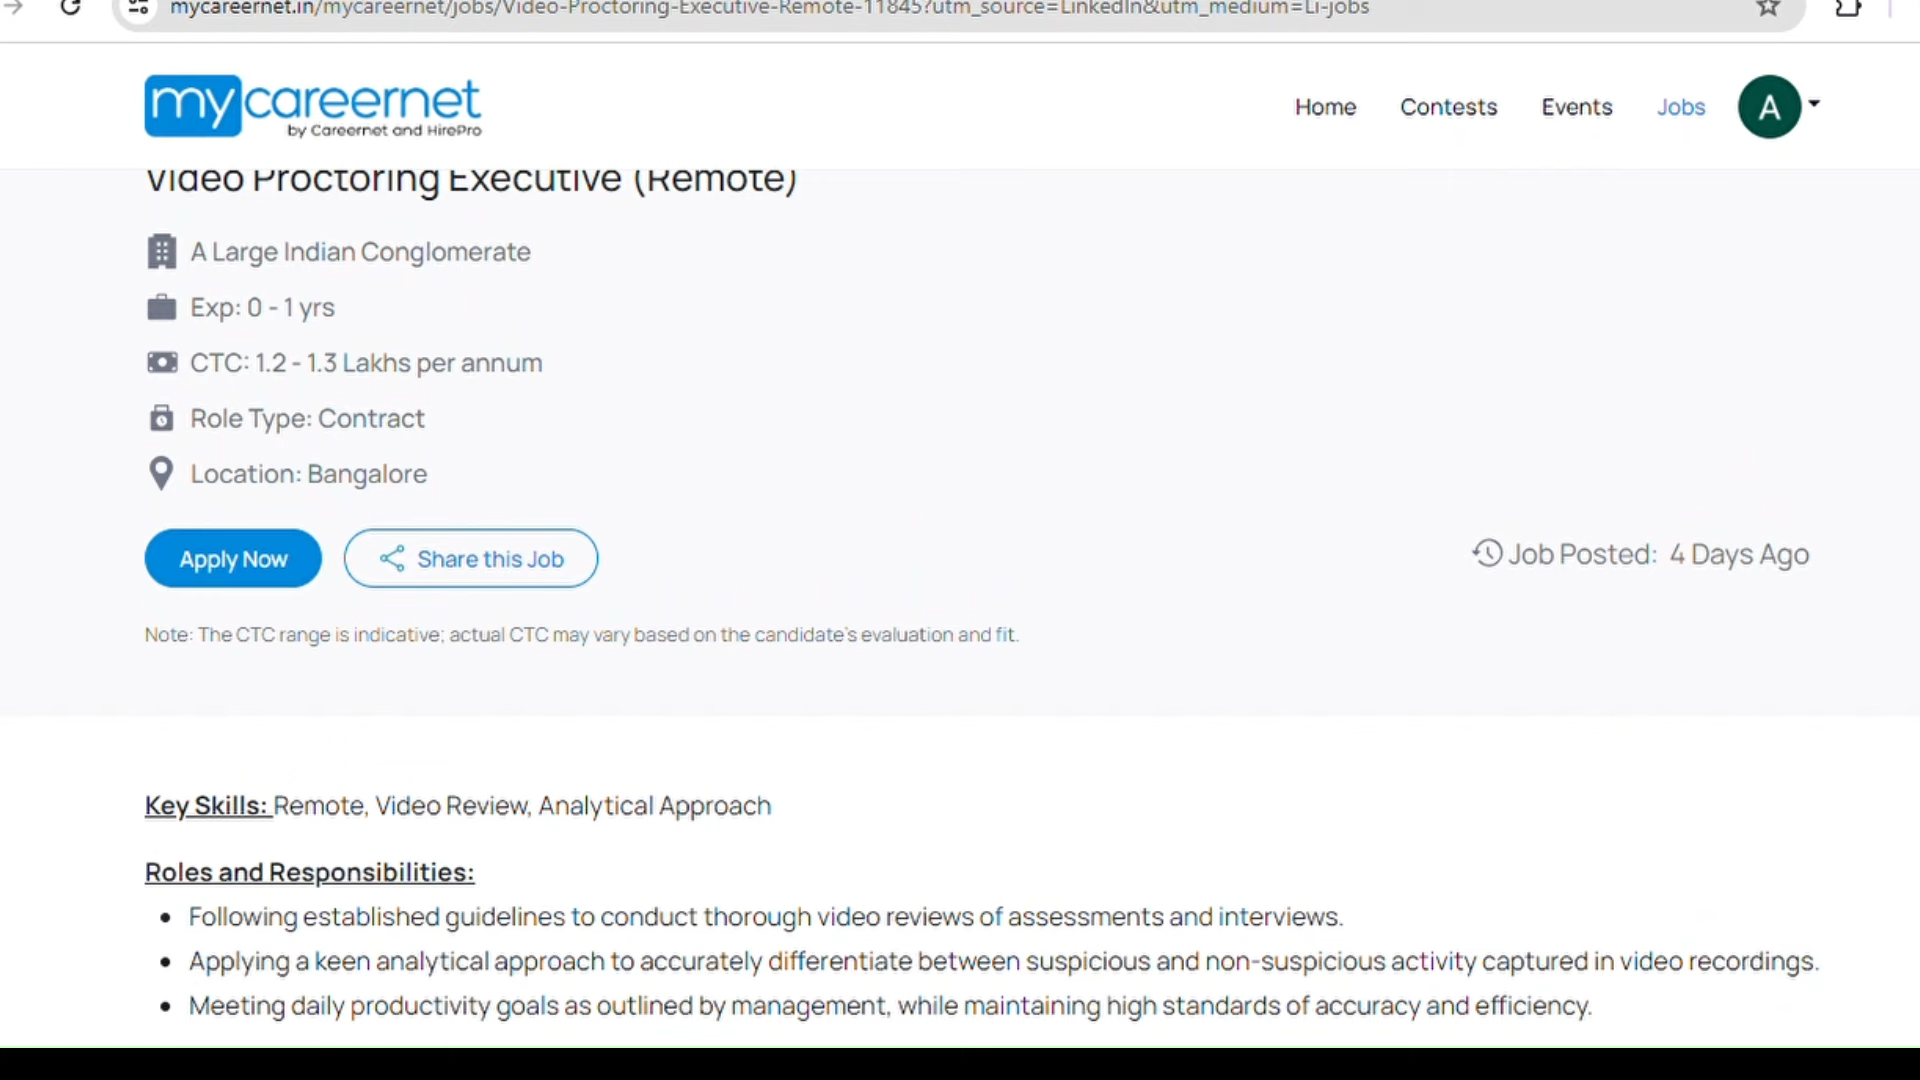 mycareernet.in/mycareernet/jobs/Video-Proctoring-Executive-Remote-11845?utm_source=LinkedIn&utm_medium=Li-jobs
mycareernet
by Careernet and HirePro
Home Contests Events Jobs A
Video Proctoring Executive (Remote)
A Large Indian Conglomerate
Exp: 0 - 1 yrs
CTC: 1.2 - 1.3 Lakhs per annum
Role Type: Contract
Location: Bangalore
Apply Now Share this Job Job Posted: 4 Days Ago
Note: The CTC range is indicative; actual CTC may vary based on the candidate's evaluation and fit.
Key Skills: Remote, Video Review, Analytical Approach
Roles and Responsibilities:
• Following established guidelines to conduct thorough video reviews of assessments and interviews.
• Applying a keen analytical approach to accurately differentiate between suspicious and non-suspicious activity captured in video recordings.
• Meeting daily productivity goals as outlined by management, while maintaining high standards of accuracy and efficiency.